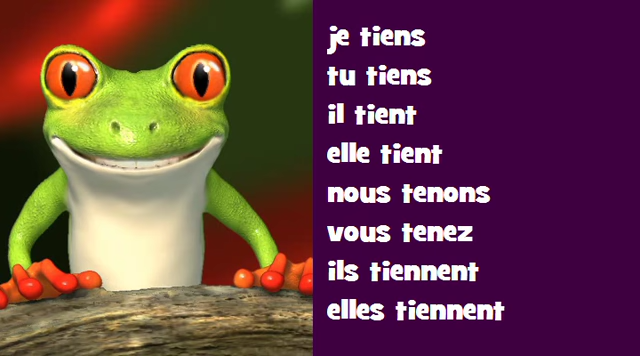 je tiens
tu tiens
il tient
elle tient
nous tenons
vous tenez
ils tiennent
elles tiennent